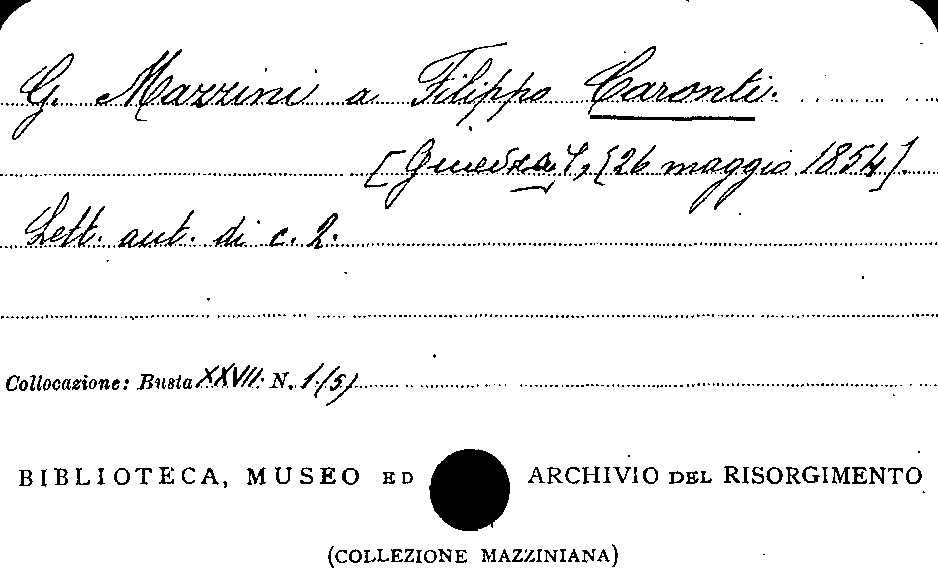 G. Mazzini a Filippo Caronti.
[Ginevra], [26 maggio 1854].
Lett. aut. di c. 2.
Collocazione: Busta XXVII. N. 1.(5)
BIBLIOTECA, MUSEO ED ARCHIVIO DEL RISORGIMENTO
(COLLEZIONE MAZZINIANA)